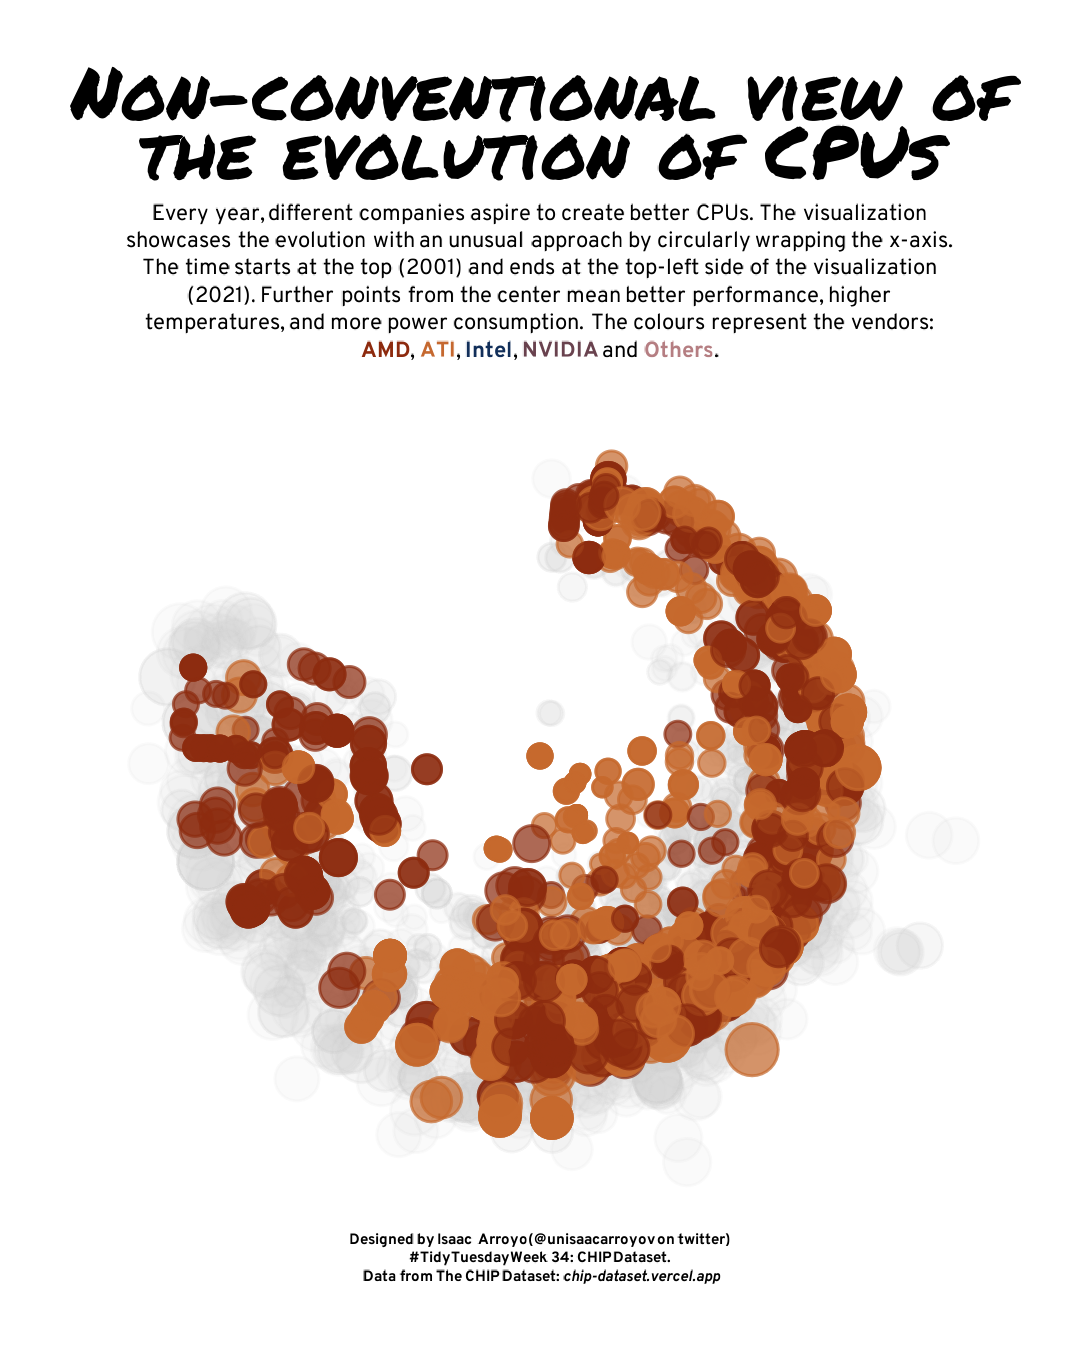 Non-conventional view of
the evolution of CPUs
Every year, different companies aspire to create better CPUs. The visualization
showcases the evolution with an unusual approach by circularly wrapping the x-axis.
The time starts at the top (2001) and ends at the top-left side of the visualization
(2021). Further points from the center mean better performance, higher
temperatures, and more power consumption. The colours represent the vendors:
AMD, ATI, Intel, NVIDIA and Others.
Designed by Isaac Arroyo (@unisaacarroyov on twitter)
#TidyTuesday Week 34: CHIP Dataset.
Data from The CHIP Dataset: chip-dataset.vercel.app